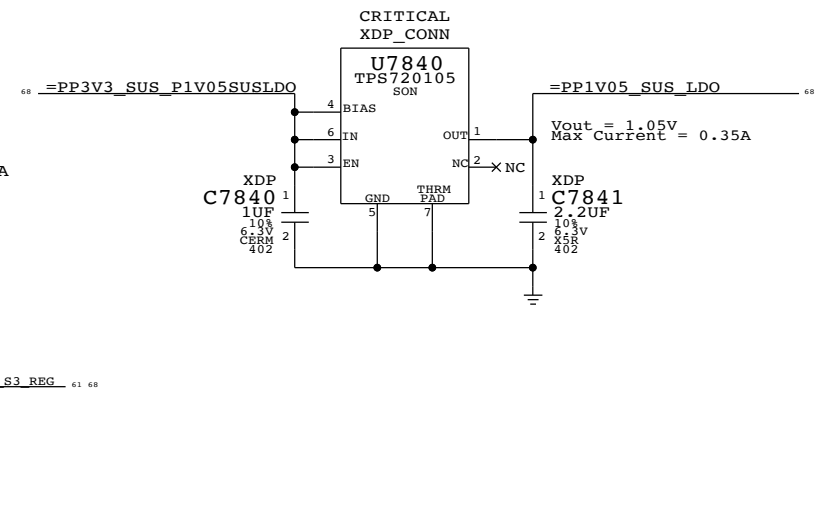 CRITICAL
XDP_CONN
U7840
TPS720105
SON
68 =PP3V3_SUS_P1V05SUSLDO
=PP1V05_SUS_LDO 68
4 BIAS
6 IN
3 EN
OUT 1
NC 2 NC
Vout = 1.05V
Max Current = 0.35A
A
GND
5
THRM
PAD
7
XDP
C7840 1
1UF
10%
6.3V
CERM
402
2
XDP
1 C7841
2.2UF
10%
6.3V
X5R
402
2
_S3_REG 61 68